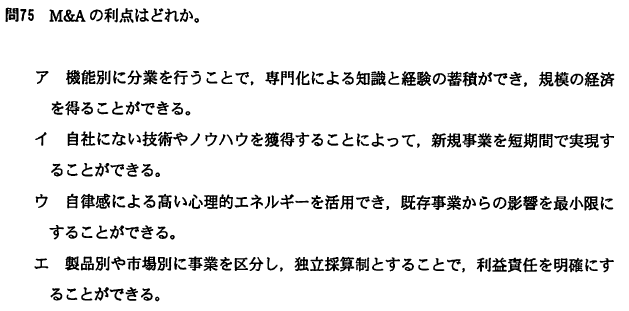 問75 M&Aの利点はどれか。
ア 機能別に分業を行うことで，専門化による知識と経験の蓄積ができ，規模の経済
を得ることができる。
イ 自社にない技術やノウハウを獲得することによって，新規事業を短期間で実現す
ることができる。
ウ 自律感による高い心理的エネルギーを活用でき，既存事業からの影響を最小限に
することができる。
エ 製品別や市場別に事業を区分し，独立採算制とすることで，利益責任を明確にす
ることができる。